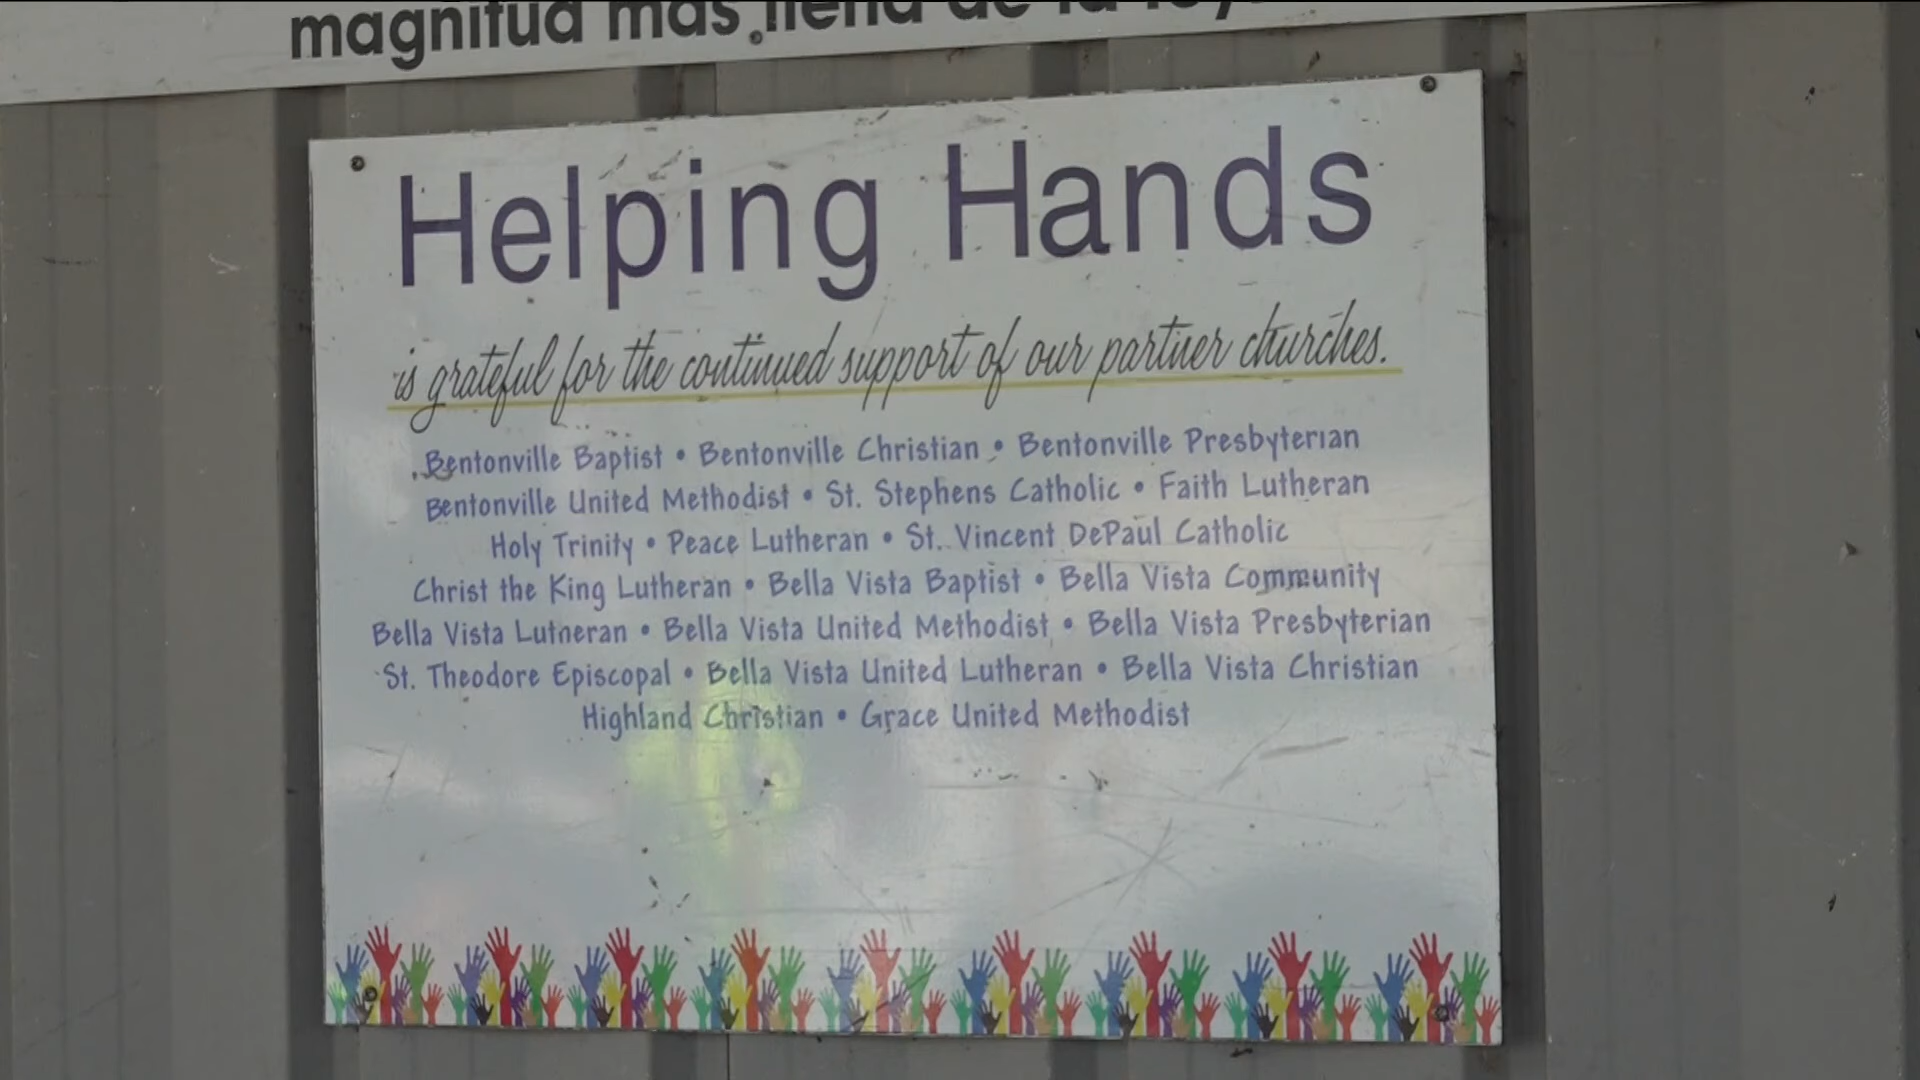 magnitud más llena de la
Helping Hands
is grateful for the continued support of our partner churches.
Bentonville Baptist • Bentonville Christian • Bentonville Presbyterian
Bentonville United Methodist • St. Stephens Catholic • Faith Lutheran
Holy Trinity • Peace Lutheran • St. Vincent DePaul Catholic
Christ the King Lutheran • Bella Vista Baptist • Bella Vista Community
Bella Vista Lutheran • Bella Vista United Methodist • Bella Vista Presbyterian
St. Theodore Episcopal • Bella Vista United Lutheran • Bella Vista Christian
Highland Christian • Grace United Methodist